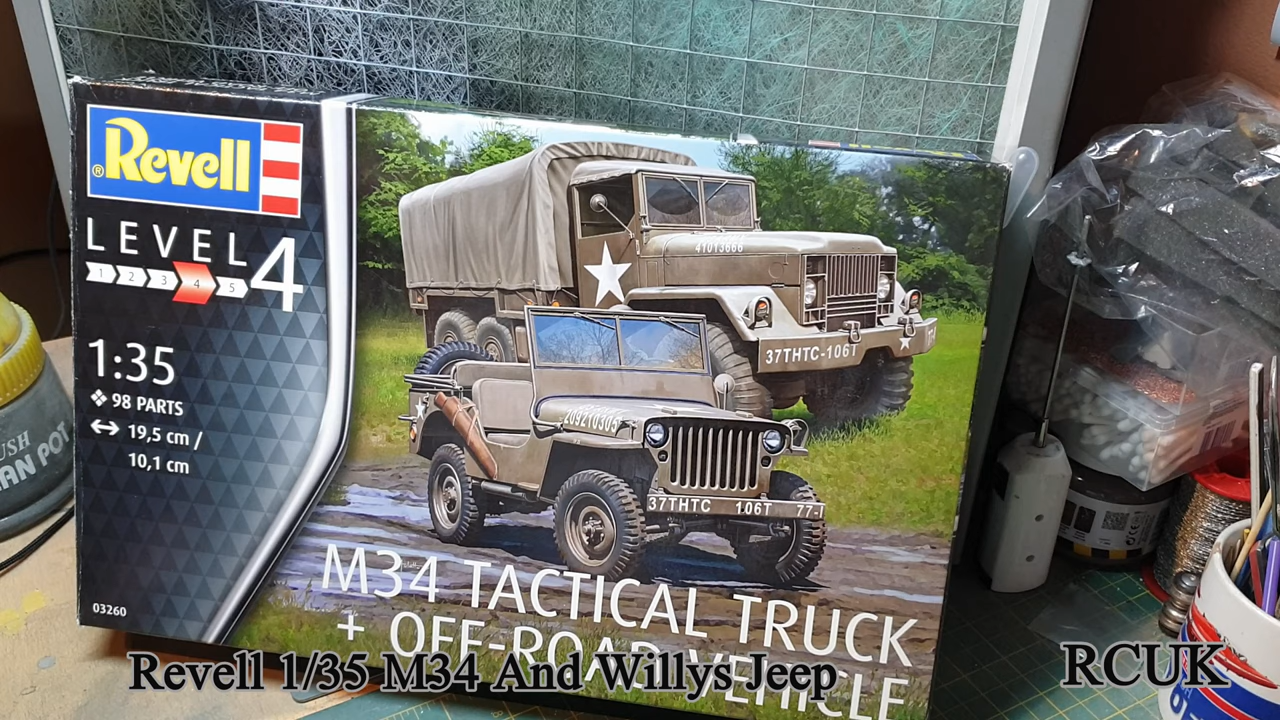 ® Revell
LEVEL 4
1 2 3 4 5
1:35
98 PARTS
19,5 cm /
10,1 cm
03260
41013666
37THTC-106T
20921030S
37THTC 106T 77-T
M34 TACTICAL TRUCK
+ OFF-ROAD VEHICLE
Revell 1/35 M34 And Willys Jeep
RCUK
AN POT